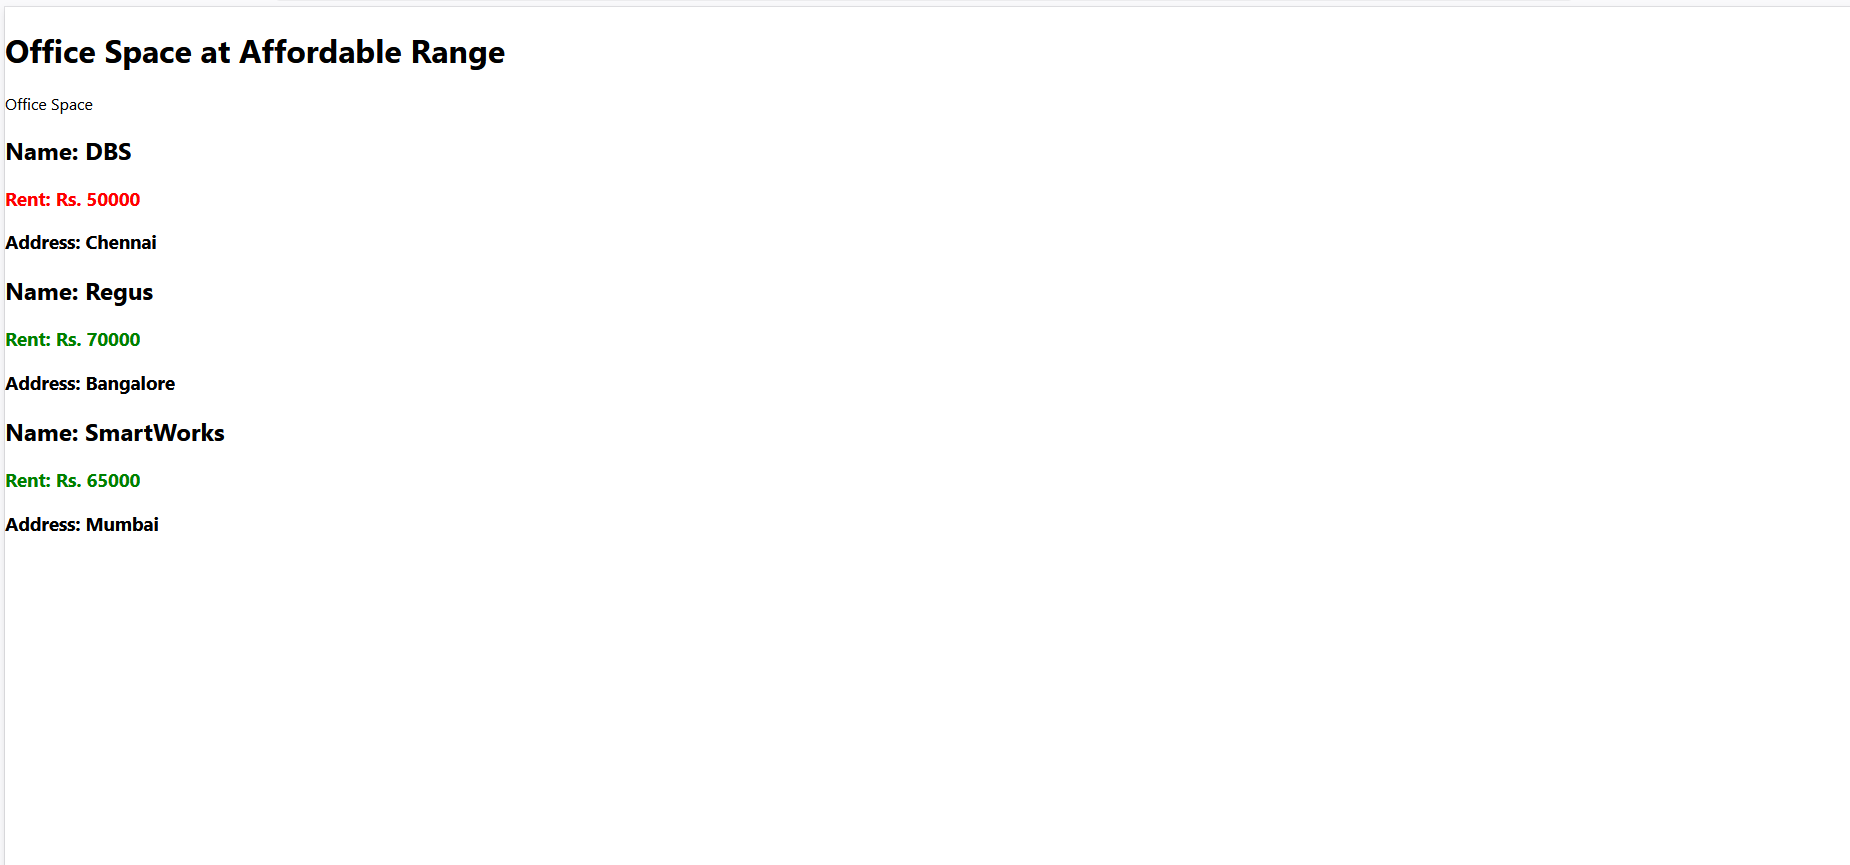 Office Space at Affordable Range
Office Space
Name: DBS
Rent: Rs. 50000
Address: Chennai
Name: Regus
Rent: Rs. 70000
Address: Bangalore
Name: SmartWorks
Rent: Rs. 65000
Address: Mumbai